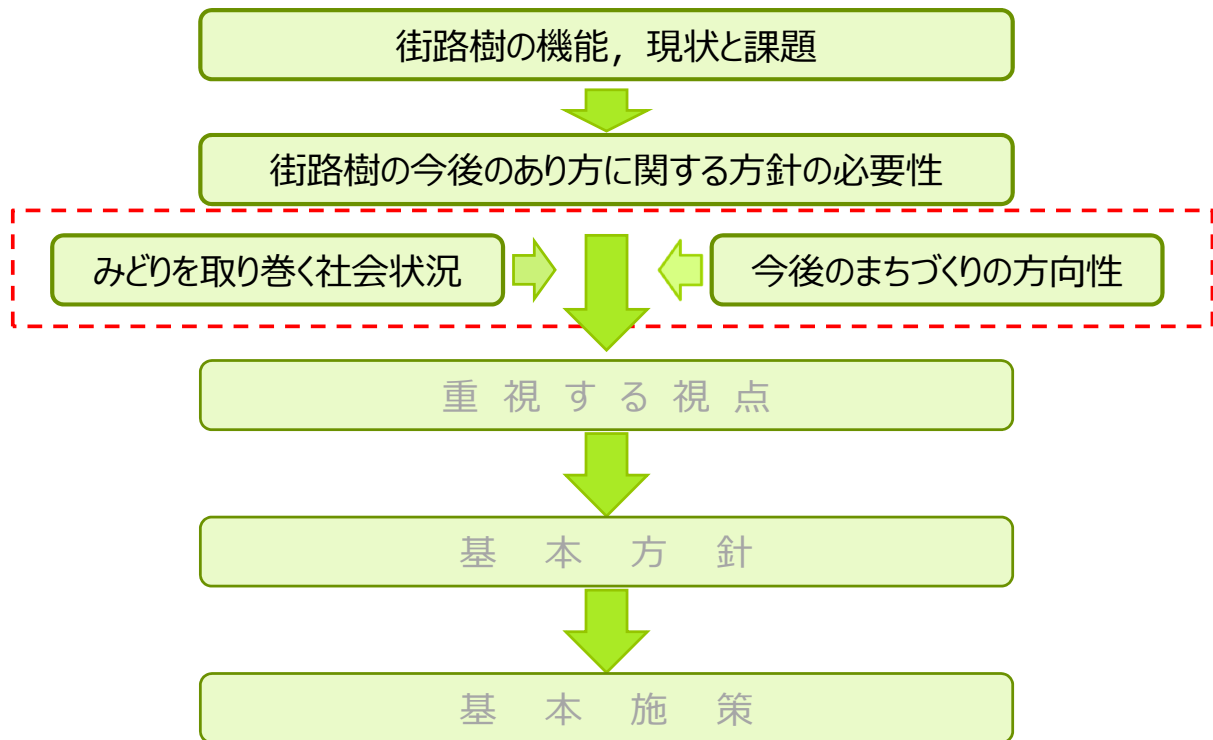 街路樹の機能，現状と課題
街路樹の今後のあり方に関する方針の必要性
みどりを取り巻く社会状況
今後のまちづくりの方向性
重 視 す る 視 点
基 本 方 針
基 本 施 策